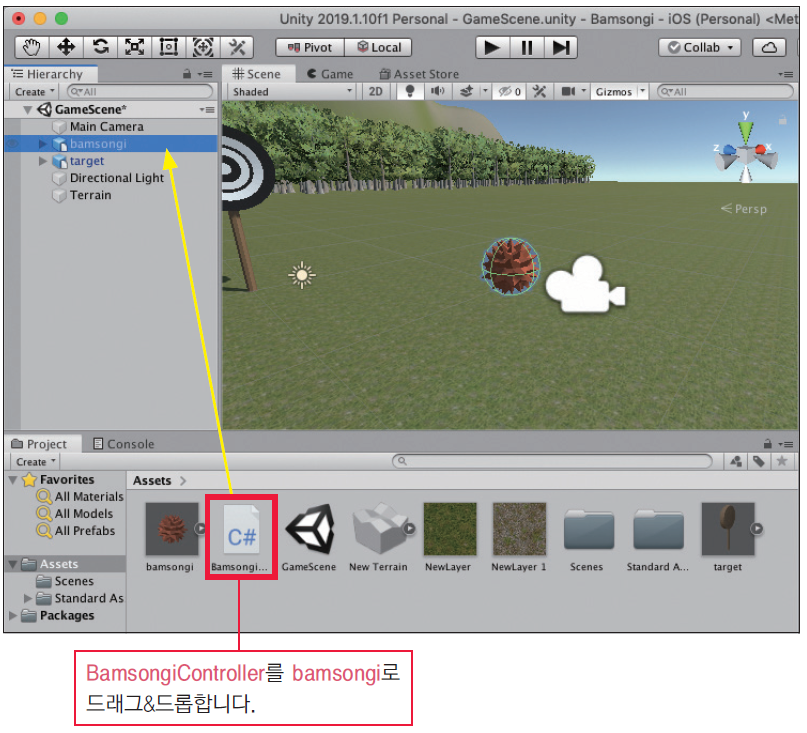 Unity 2019.1.10f1 Personal - GameScene.unity - Bamsongi - iOS (Personal) <Met
Pivot Local Collab
Hierarchy
Create All
GameScene*
Main Camera
bamsongi
target
Directional Light
Terrain
Scene Game Asset Store
Shaded 2D 0 Gizmos All
y
z x
Persp
Project Console
Create
Favorites
All Materials
All Models
All Prefabs
Assets
Scenes
Standard As
Packages
Assets
C#
bamsongi Bamsongi... GameScene New Terrain NewLayer NewLayer 1 Scenes Standard A... target
BamsongiController를 bamsongi로
드래그&드롭합니다.